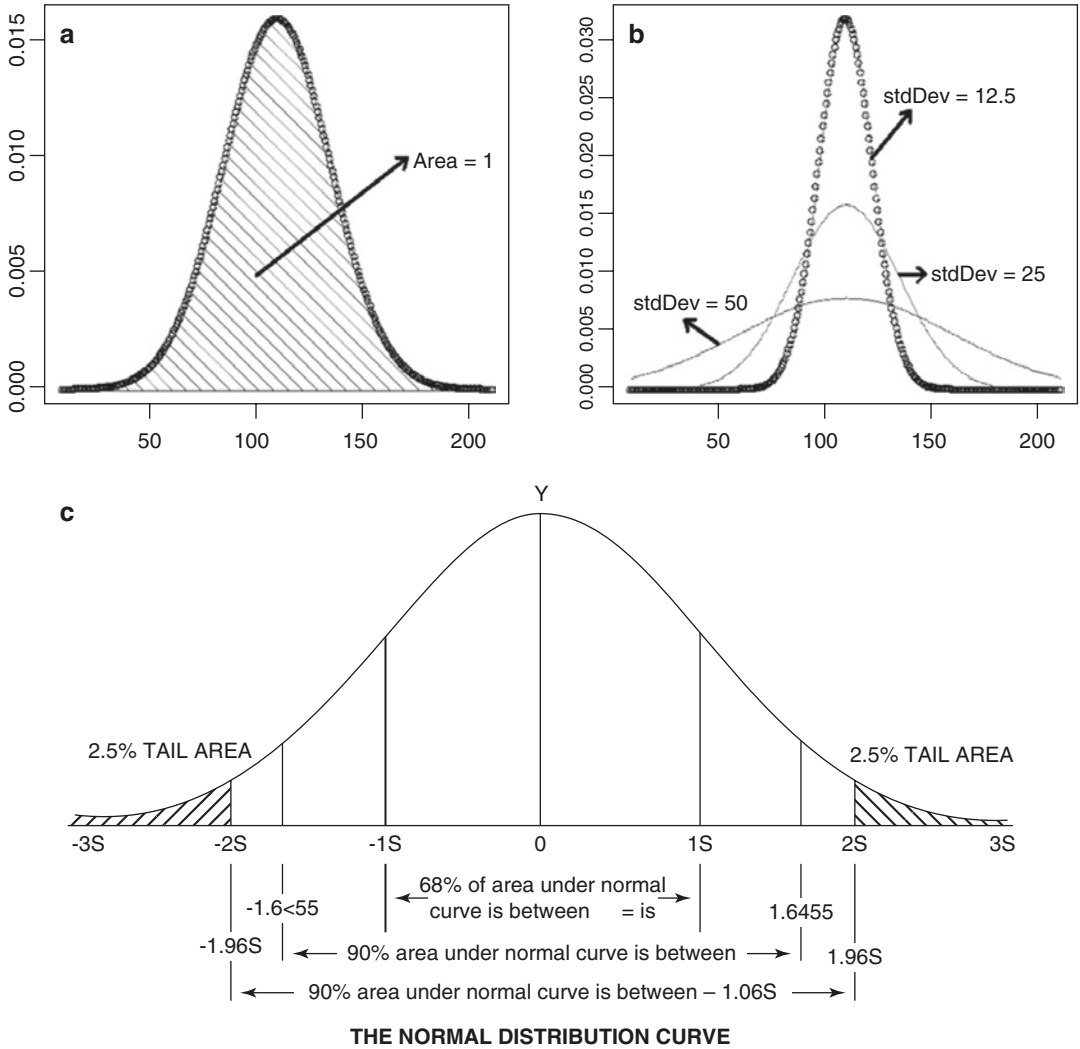 a
0.015
0.010
0.005
0.000
Area = 1
50 100 150 200
b
0.030
0.025
0.020
0.015
0.010
0.005
0.000
stdDev = 12.5
stdDev = 25
stdDev = 50
50 100 150 200
c
Y
2.5% TAIL AREA
2.5% TAIL AREA
-3S -2S -1S 0 1S 2S 3S
68% of area under normal
curve is between = is
-1.6<55
1.6455
-1.96S
90% area under normal curve is between
1.96S
90% area under normal curve is between – 1.06S
THE NORMAL DISTRIBUTION CURVE